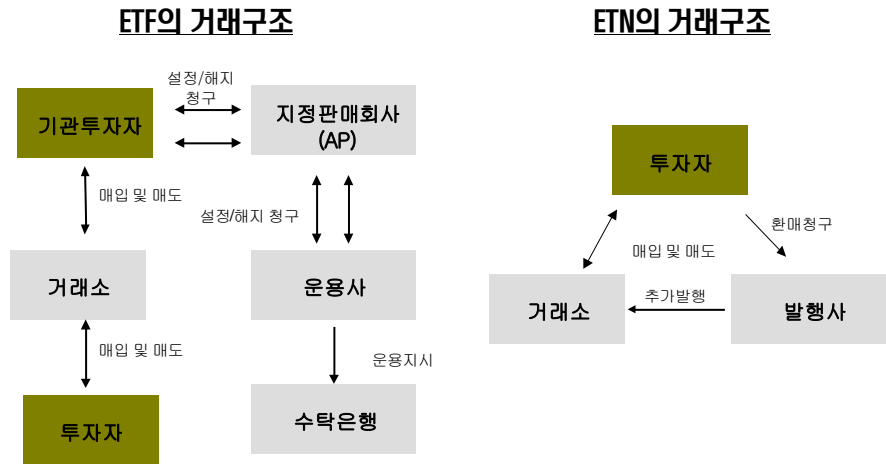 ETF의 거래구조
설정/해지
청구
기관투자자
지정판매회사
(AP)
매입 및 매도
설정/해지 청구
거래소
운용사
매입 및 매도
운용지시
투자자
수탁은행
ETN의 거래구조
투자자
환매청구
매입 및 매도
거래소
추가발행
발행사